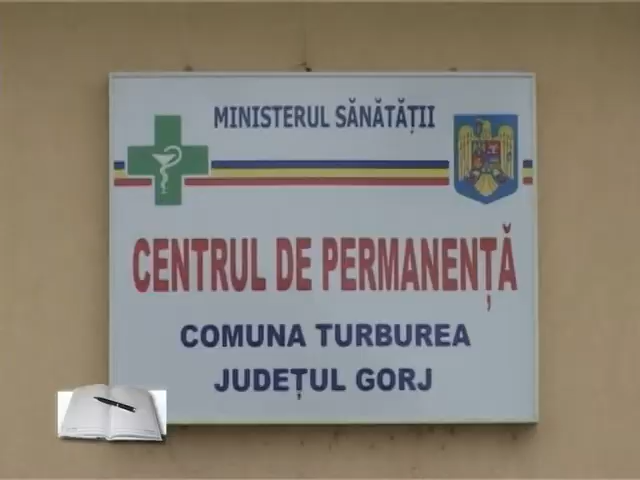 MINISTERUL SĂNĂTĂȚII
CENTRUL DE PERMANENȚĂ
COMUNA TURBUREA
JUDEȚUL GORJ